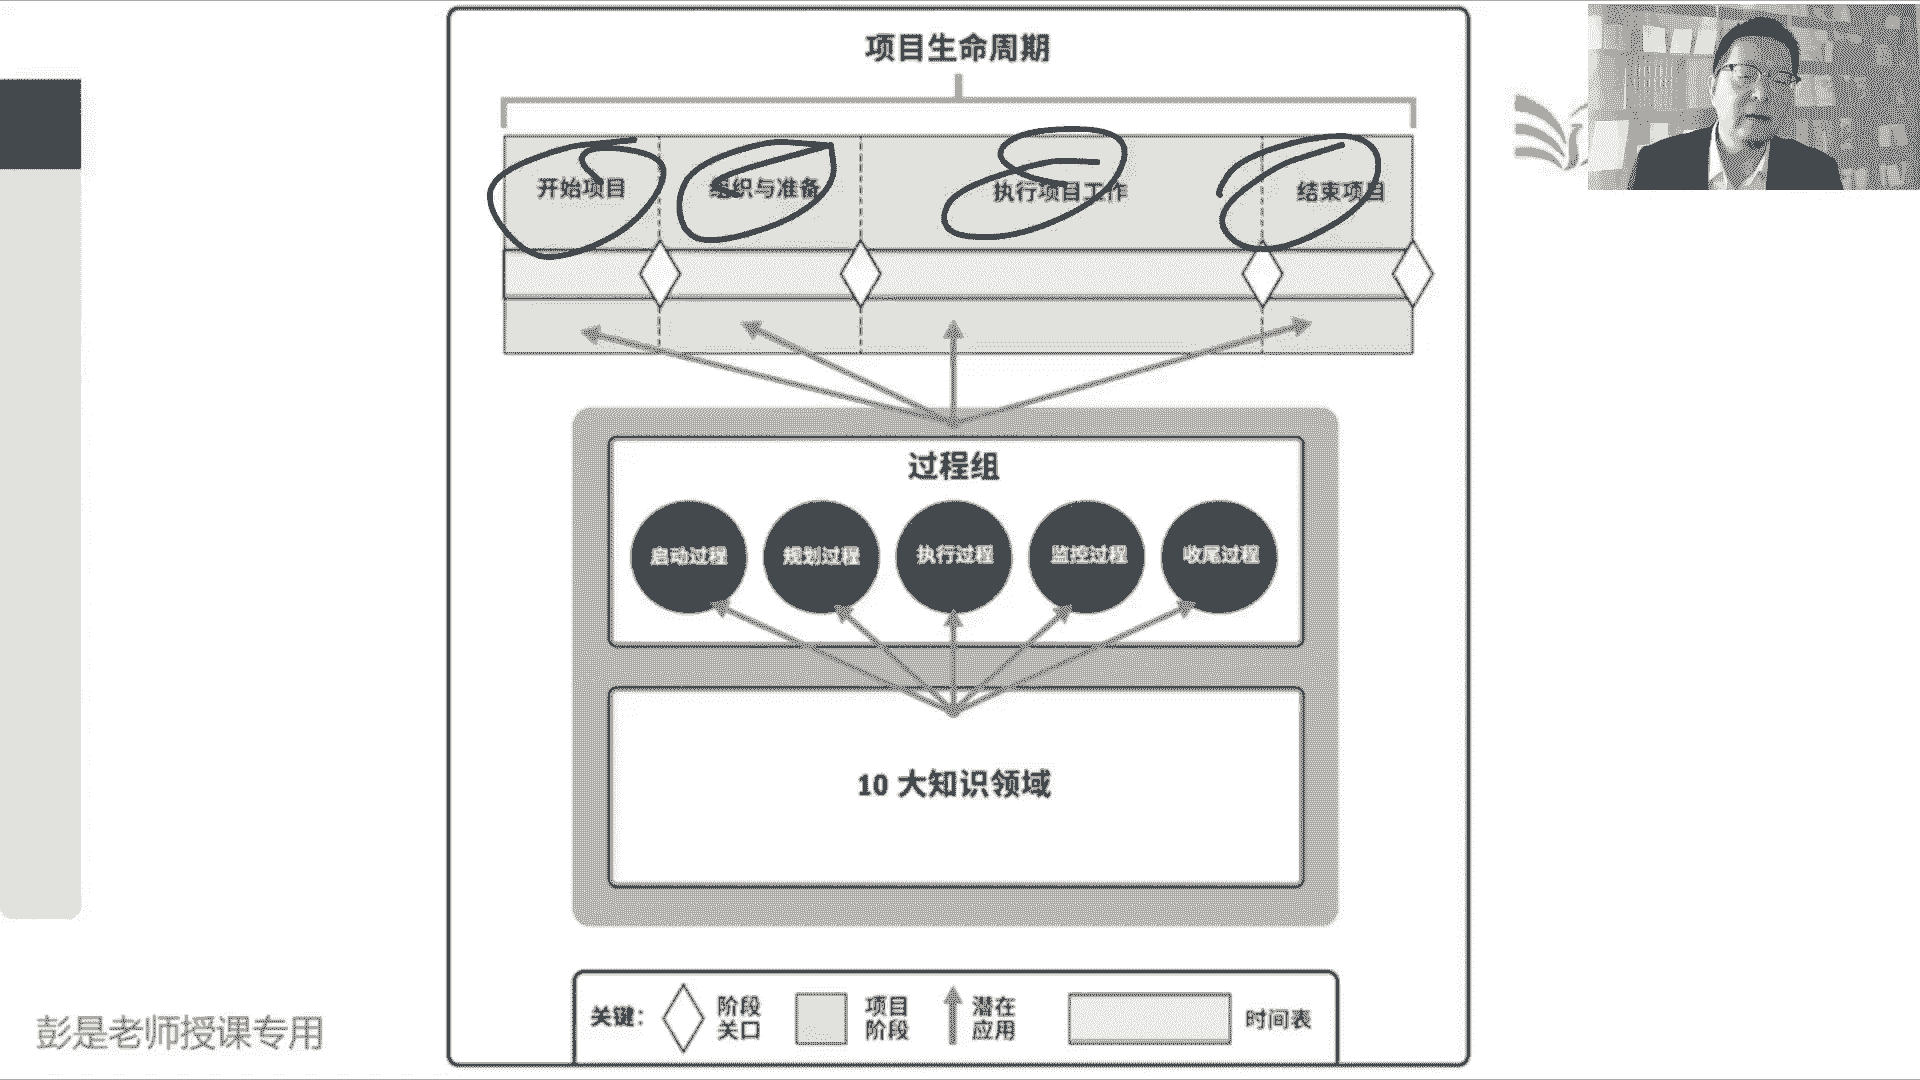 项目生命周期
开始项目
组织与准备
执行项目工作
结束项目
过程组
启动过程
规划过程
执行过程
监控过程
收尾过程
10 大知识领域
关键：
阶段
关口
项目
阶段
潜在
应用
时间表
彭是老师授课专用